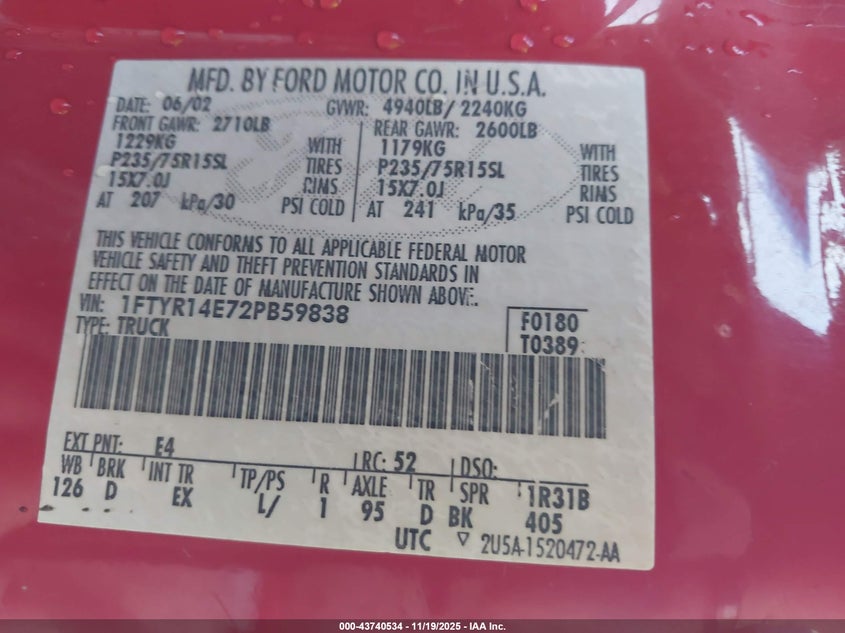 MFD. BY FORD MOTOR CO. IN U.S.A.
DATE: 06/02 GVWR: 4940LB/ 2240KG
FRONT GAWR: 2710LB REAR GAWR: 2600LB
1229KG WITH 1179KG WITH
P235/75R15SL TIRES P235/75R15SL TIRES
15X7.0J RIMS 15X7.0J RIMS
AT 207 kPa/30 PSI COLD AT 241 kPa/35 PSI COLD
THIS VEHICLE CONFORMS TO ALL APPLICABLE FEDERAL MOTOR
VEHICLE SAFETY AND THEFT PREVENTION STANDARDS IN
EFFECT ON THE DATE OF MANUFACTURE SHOWN ABOVE.
VIN: 1FTYR14E72PB59838 F0180
TYPE: TRUCK T0389
EXT PNT: E4 RC: 52 DSO:
WB BRK INT TR TP/PS R AXLE TR SPR 1R31B
126 D EX L/ 1 95 D BK 405
UTC ▽ 2U5A-1520472-AA
000-43740534 - 11/19/2025 - IAA Inc.